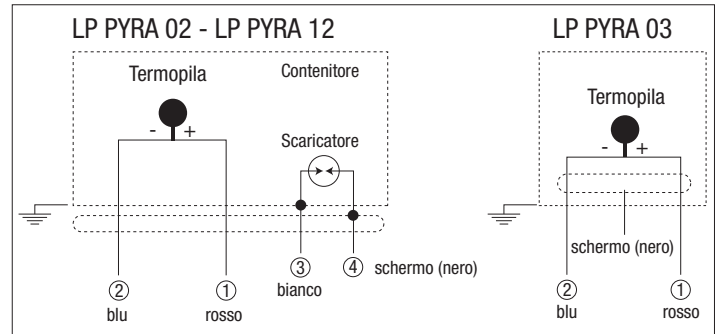 LP PYRA 02 - LP PYRA 12
Termopila
Contenitore
- +
Scaricatore
② ① ③ ④ schermo (nero)
blu rosso bianco
LP PYRA 03
Termopila
- +
schermo (nero)
② ①
blu rosso